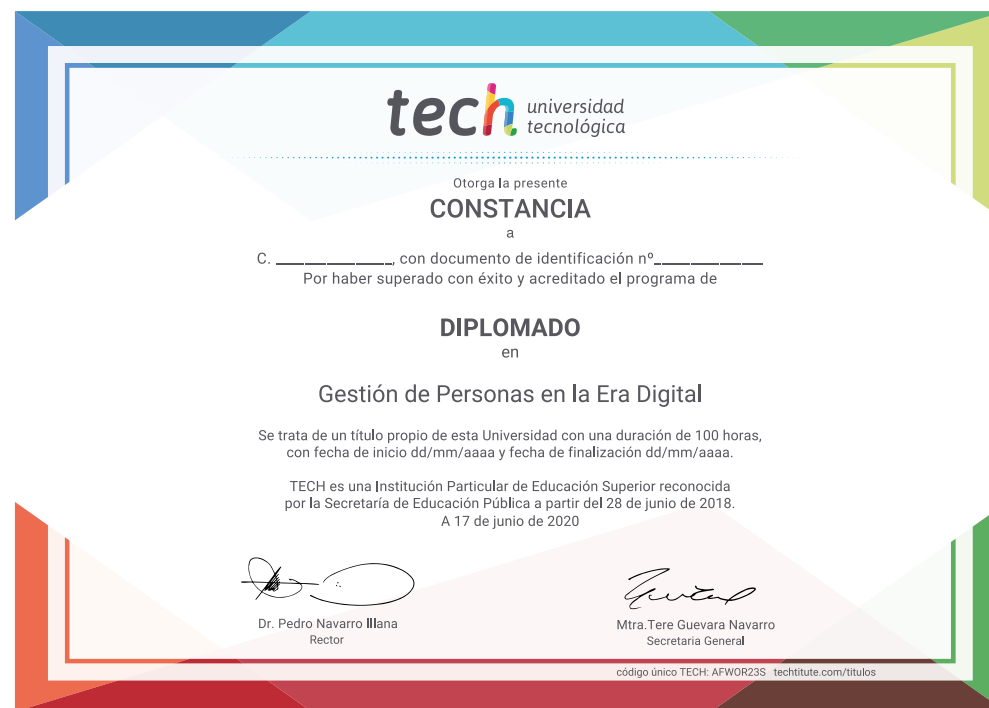 tech universidad
tecnológica
Otorga la presente
CONSTANCIA
a
C. ______________, con documento de identificación nº_____________
Por haber superado con éxito y acreditado el programa de
DIPLOMADO
en
Gestión de Personas en la Era Digital
Se trata de un título propio de esta Universidad con una duración de 100 horas,
con fecha de inicio dd/mm/aaaa y fecha de finalización dd/mm/aaaa.
TECH es una Institución Particular de Educación Superior reconocida
por la Secretaría de Educación Pública a partir del 28 de junio de 2018.
A 17 de junio de 2020
Dr. Pedro Navarro Illana
Rector
Mtra.Tere Guevara Navarro
Secretaria General
código único TECH: AFWOR23S techtitute.com/titulos